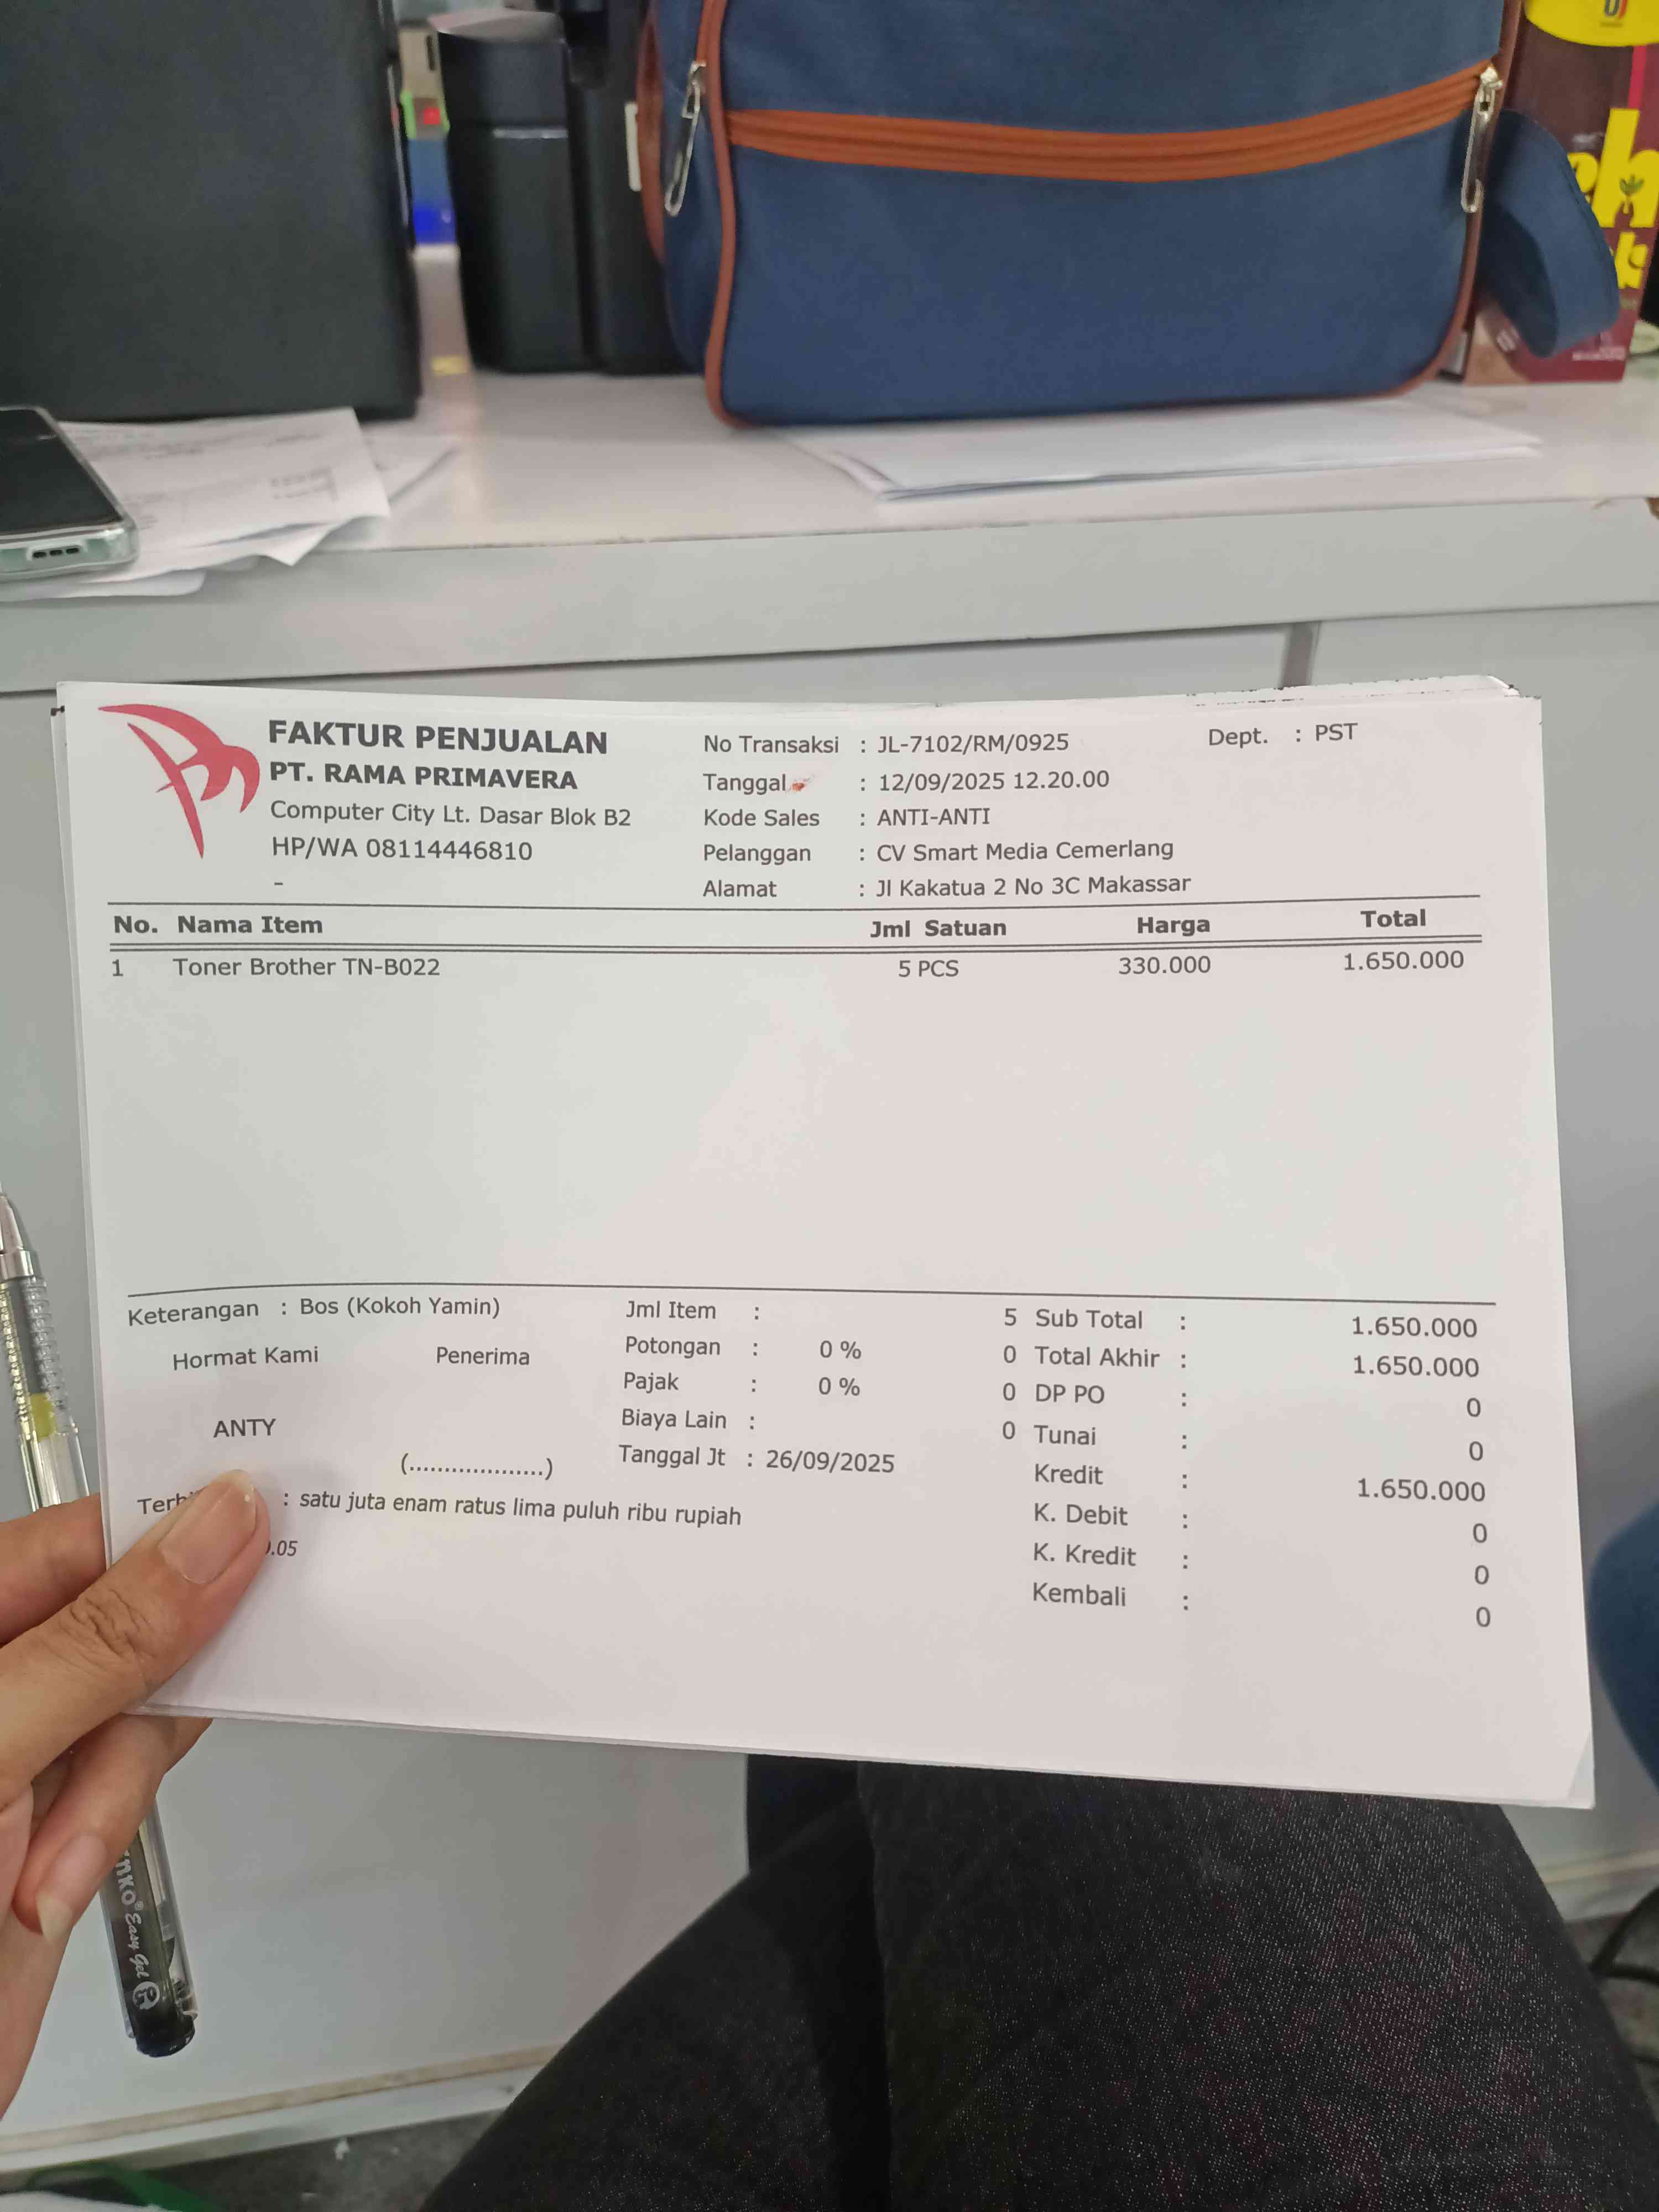 FAKTUR PENJUALAN
PT. RAMA PRIMAVERA
Computer City Lt. Dasar Blok B2
HP/WA 08114446810
-
No Transaksi : JL-7102/RM/0925
Tanggal : 12/09/2025 12.20.00
Kode Sales : ANTI-ANTI
Pelanggan : CV Smart Media Cemerlang
Alamat : Jl Kakatua 2 No 3C Makassar
Dept. : PST
No. Nama Item Jml Satuan Harga Total
1 Toner Brother TN-B022 5 PCS 330.000 1.650.000
Keterangan : Bos (Kokoh Yamin)
Hormat Kami Penerima
ANTY
(...................)
: satu juta enam ratus lima puluh ribu rupiah
Jml Item : 5
Potongan : 0 % 0
Pajak : 0 % 0
Biaya Lain : 0
Tanggal Jt : 26/09/2025
Sub Total : 1.650.000
Total Akhir : 1.650.000
DP PO : 0
Tunai : 0
Kredit : 1.650.000
K. Debit : 0
K. Kredit : 0
Kembali : 0
Easy Gel